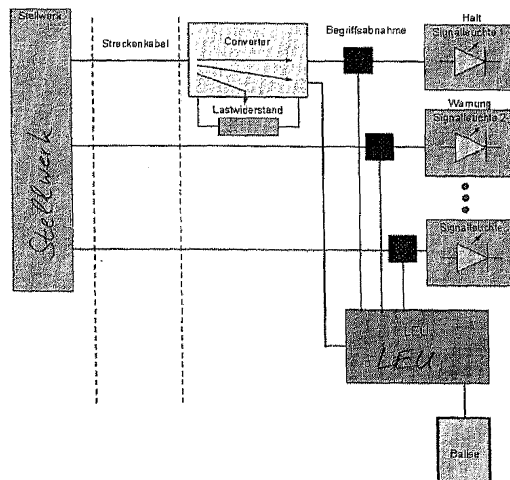 Stellwerk
Streckenkabel
Converter
Begriffsabnahme
Halt
Signalleuchte 1
Lastwiderstand
Warnung
Signalleuchte 2
Stellwerk
Signalleuchte
LEU
LEU
Balise